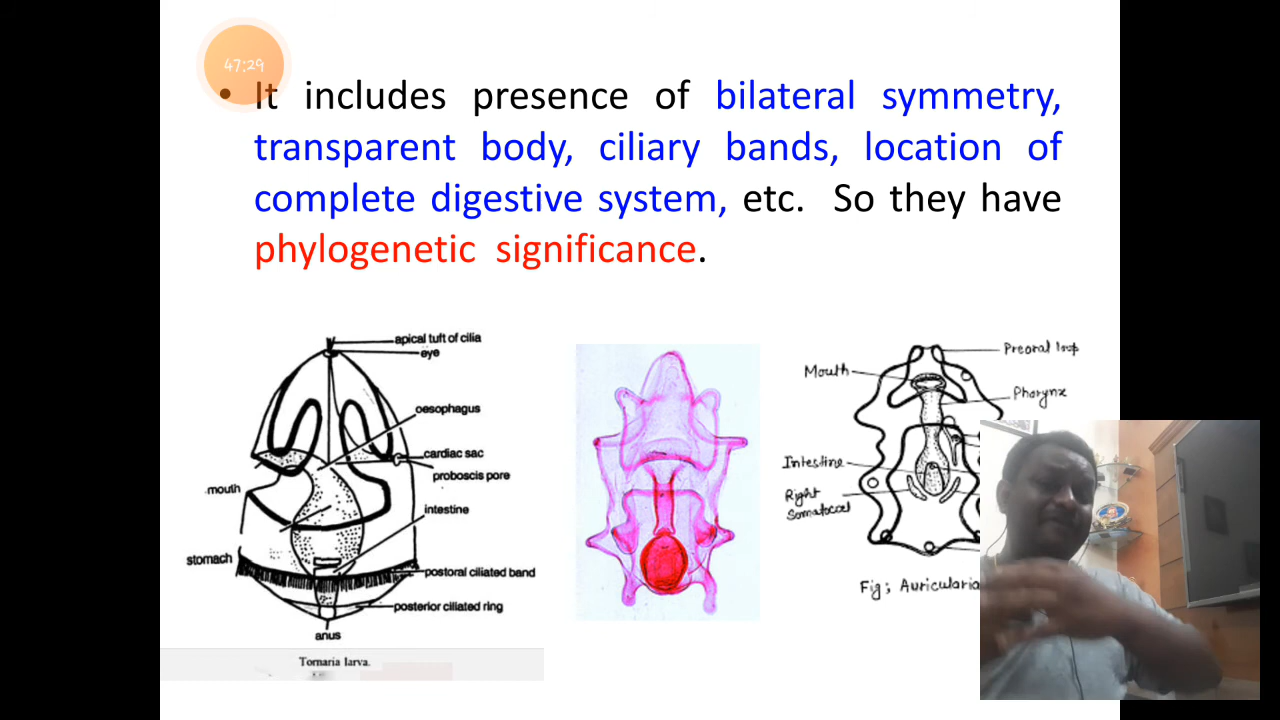 47:29
• It includes presence of bilateral symmetry,
transparent body, ciliary bands, location of
complete digestive system, etc. So they have
phylogenetic significance.
apical tuft of cilia
eye
oesophagus
cardiac sac
proboscis pore
mouth
intestine
stomach
postoral ciliated band
posterior ciliated ring
anus
Tornaria larva.
Preoral loop
Mouth
Pharynx
Intestine
Right
Somatocoel
Fig; Auricularia